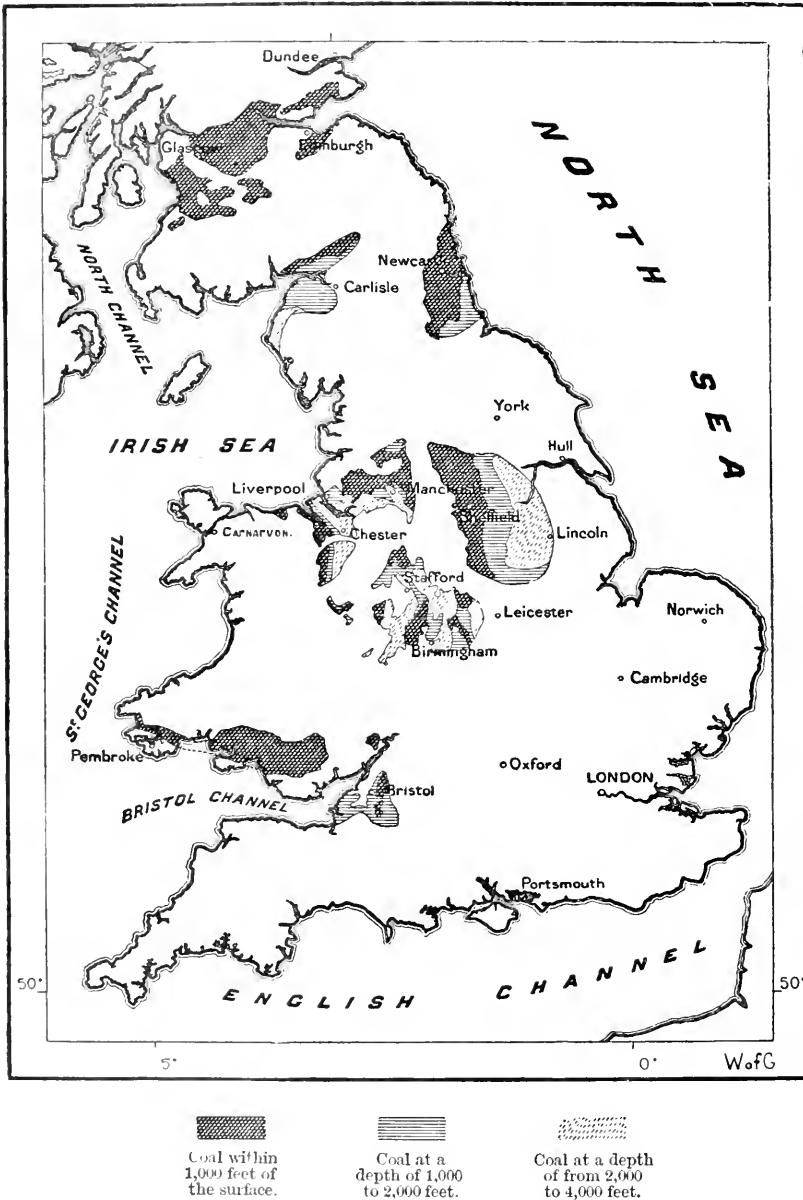 Dundee
Glasgow
Edinburgh
NORTH SEA
NORTH CHANNEL
Newcastle
Carlisle
York
IRISH SEA
Hull
Liverpool
Manchester
Sheffield
CARNARVON.
Chester
Lincoln
Stafford
Leicester
Norwich
Birmingham
ST GEORGE'S CHANNEL
Cambridge
Pembroke
Oxford
LONDON
BRISTOL CHANNEL
Bristol
Portsmouth
50°
50°
ENGLISH CHANNEL
5°
0°
W of G
Coal within
1,000 feet of
the surface.
Coal at a
depth of 1,000
to 2,000 feet.
Coal at a depth
of from 2,000
to 4,000 feet.